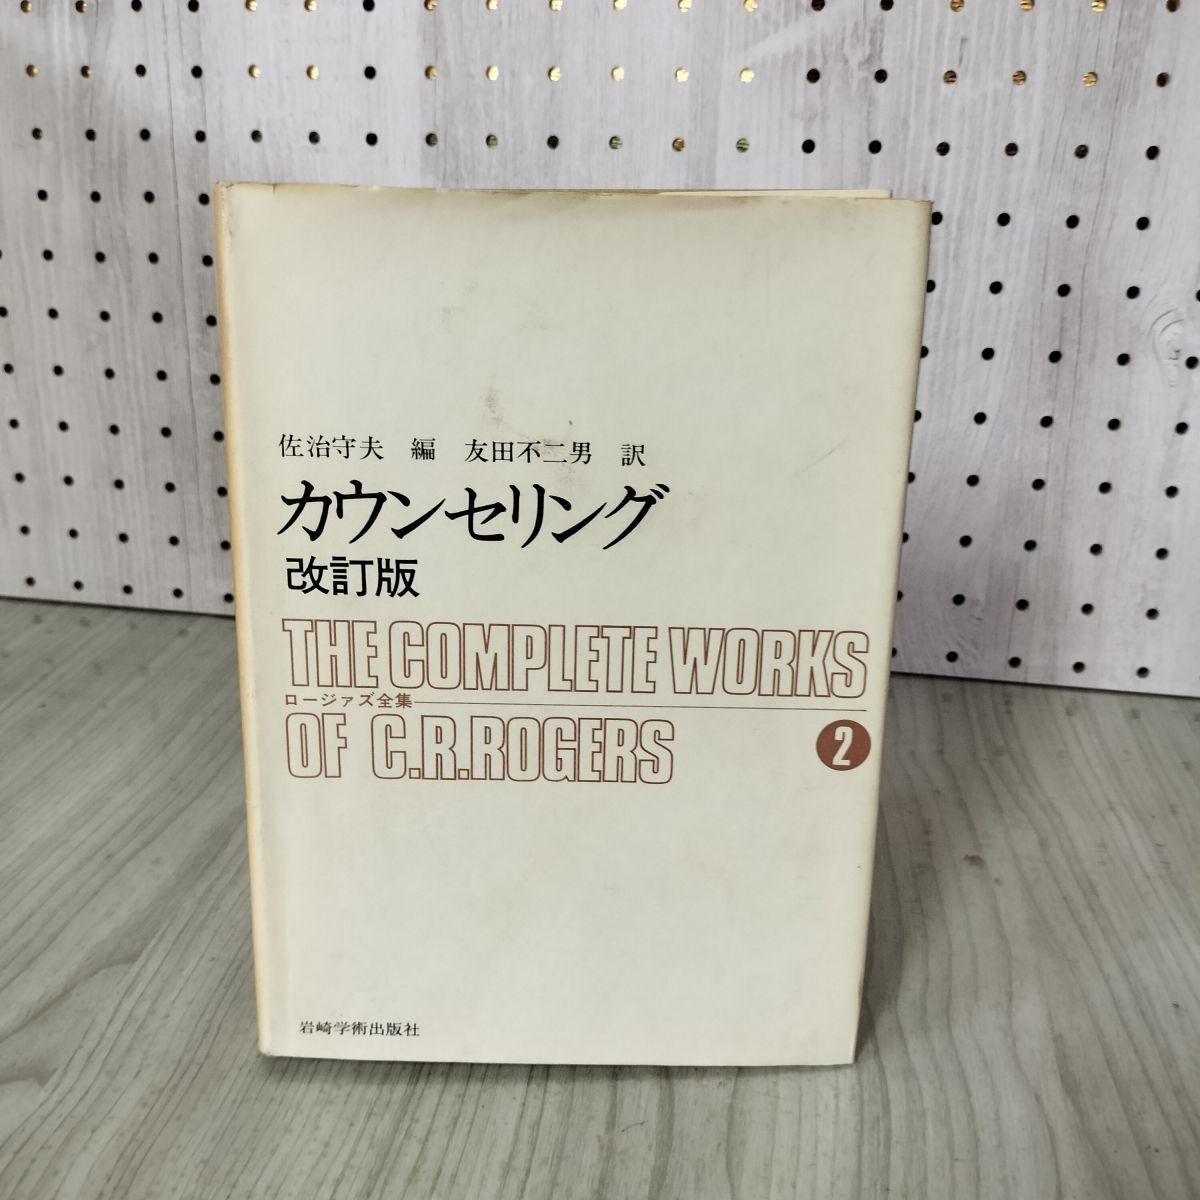 佐治守夫 編 友田不二男 訳
カウンセリング
改訂版
THE COMPLETE WORKS
ロージァズ全集
OF C.R.ROGERS
2
岩崎学術出版社